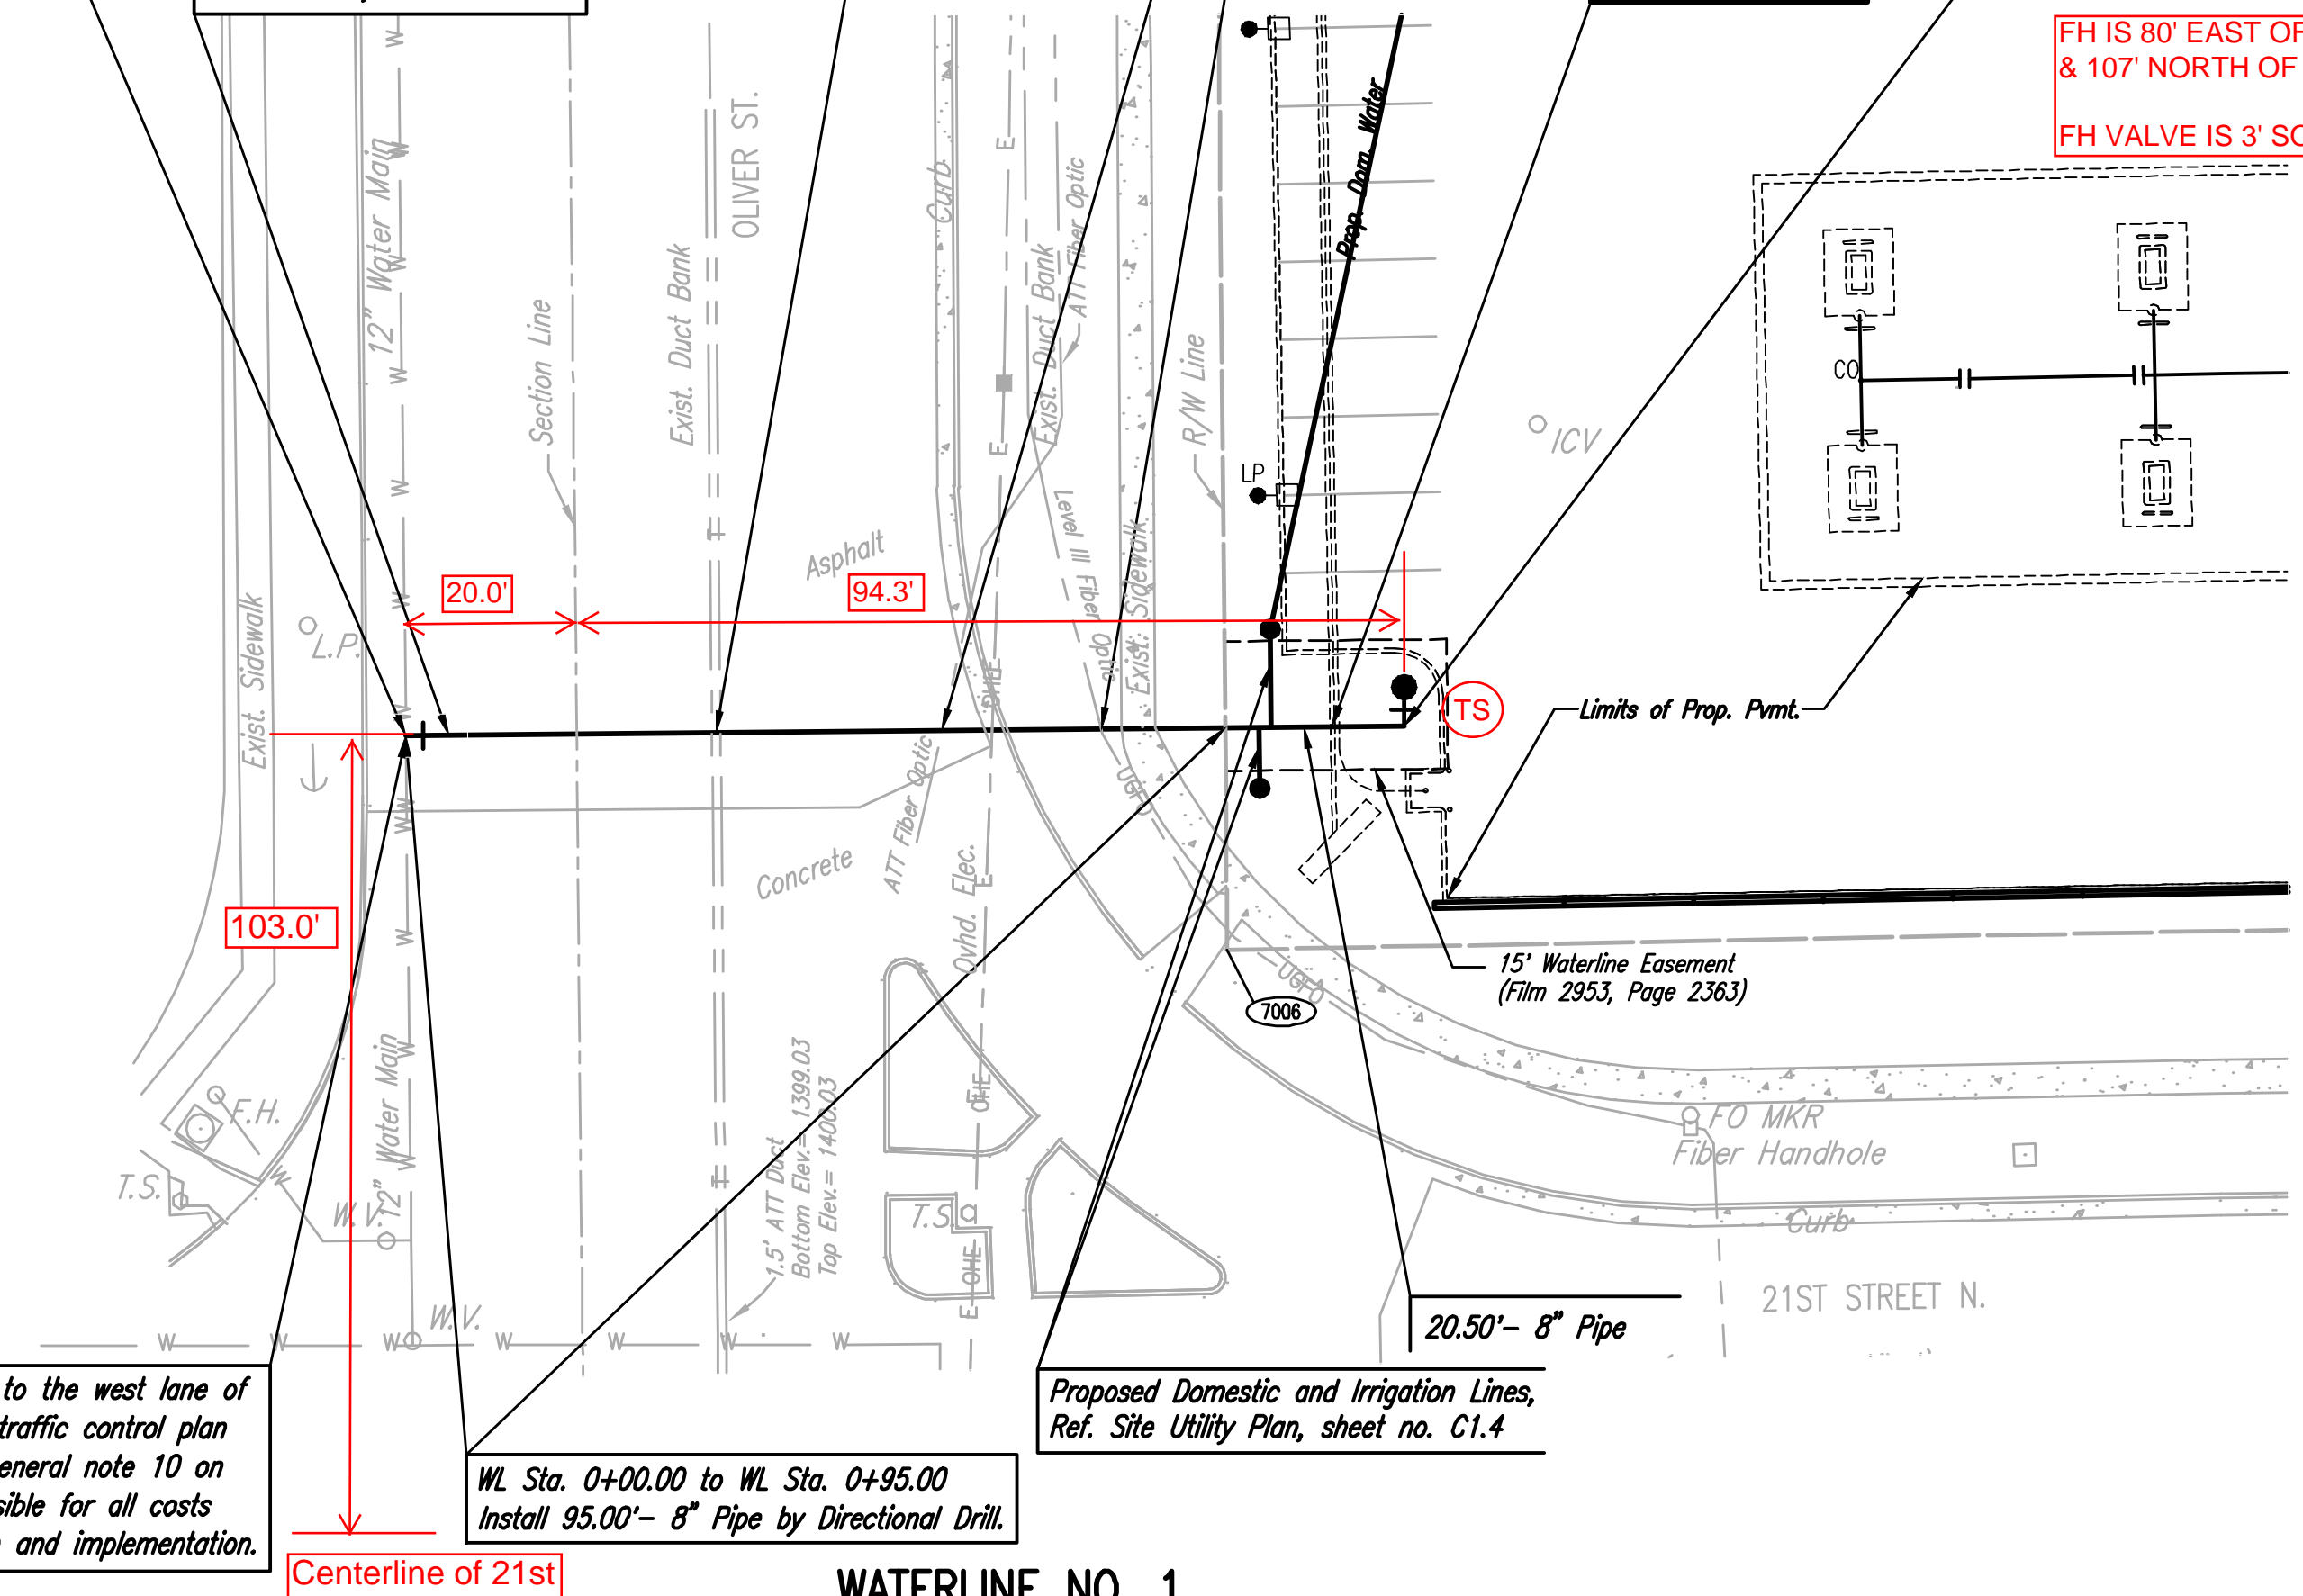 FH IS 80' EAST OF
& 107' NORTH OF
FH VALVE IS 3'
OLIVER ST.
12" Water Main
Curb
ATT Fiber Optic
Prop. Dom. Water
Section Line
Exist. Duct Bank
Exist. Duct Bank
R/W Line
CO
ICV
LP
Level III Fiber Optic
Exist. Sidewalk
Asphalt
20.0'
94.3'
Exist. Sidewalk
L.P.
OHE
TS
Limits of Prop. Pvmt.
UGFO
ATT Fiber Optic
Concrete
Ovhd. Elec.
103.0'
15' Waterline Easement
(Film 2953, Page 2363)
UGFO
7006
F.H.
12" Water Main
OHE
FO MKR
Fiber Handhole
T.S.
W.V.
1.5' ATT Duct
Bottom Elev.= 1399.03
Top Elev.= 1400.03
T.S.
OHE
Curb
21ST STREET N.
W.V.
E E E E E
W W W W W W W W W W W W W W W W W W
20.50'- 8" Pipe
to the west lane of
traffic control plan
eneral note 10 on
sible for all costs
and implementation.
Proposed Domestic and Irrigation Lines,
Ref. Site Utility Plan, sheet no. C1.4
WL Sta. 0+00.00 to WL Sta. 0+95.00
Install 95.00'- 8" Pipe by Directional Drill.
Centerline of 21st
WATERLINE NO. 1